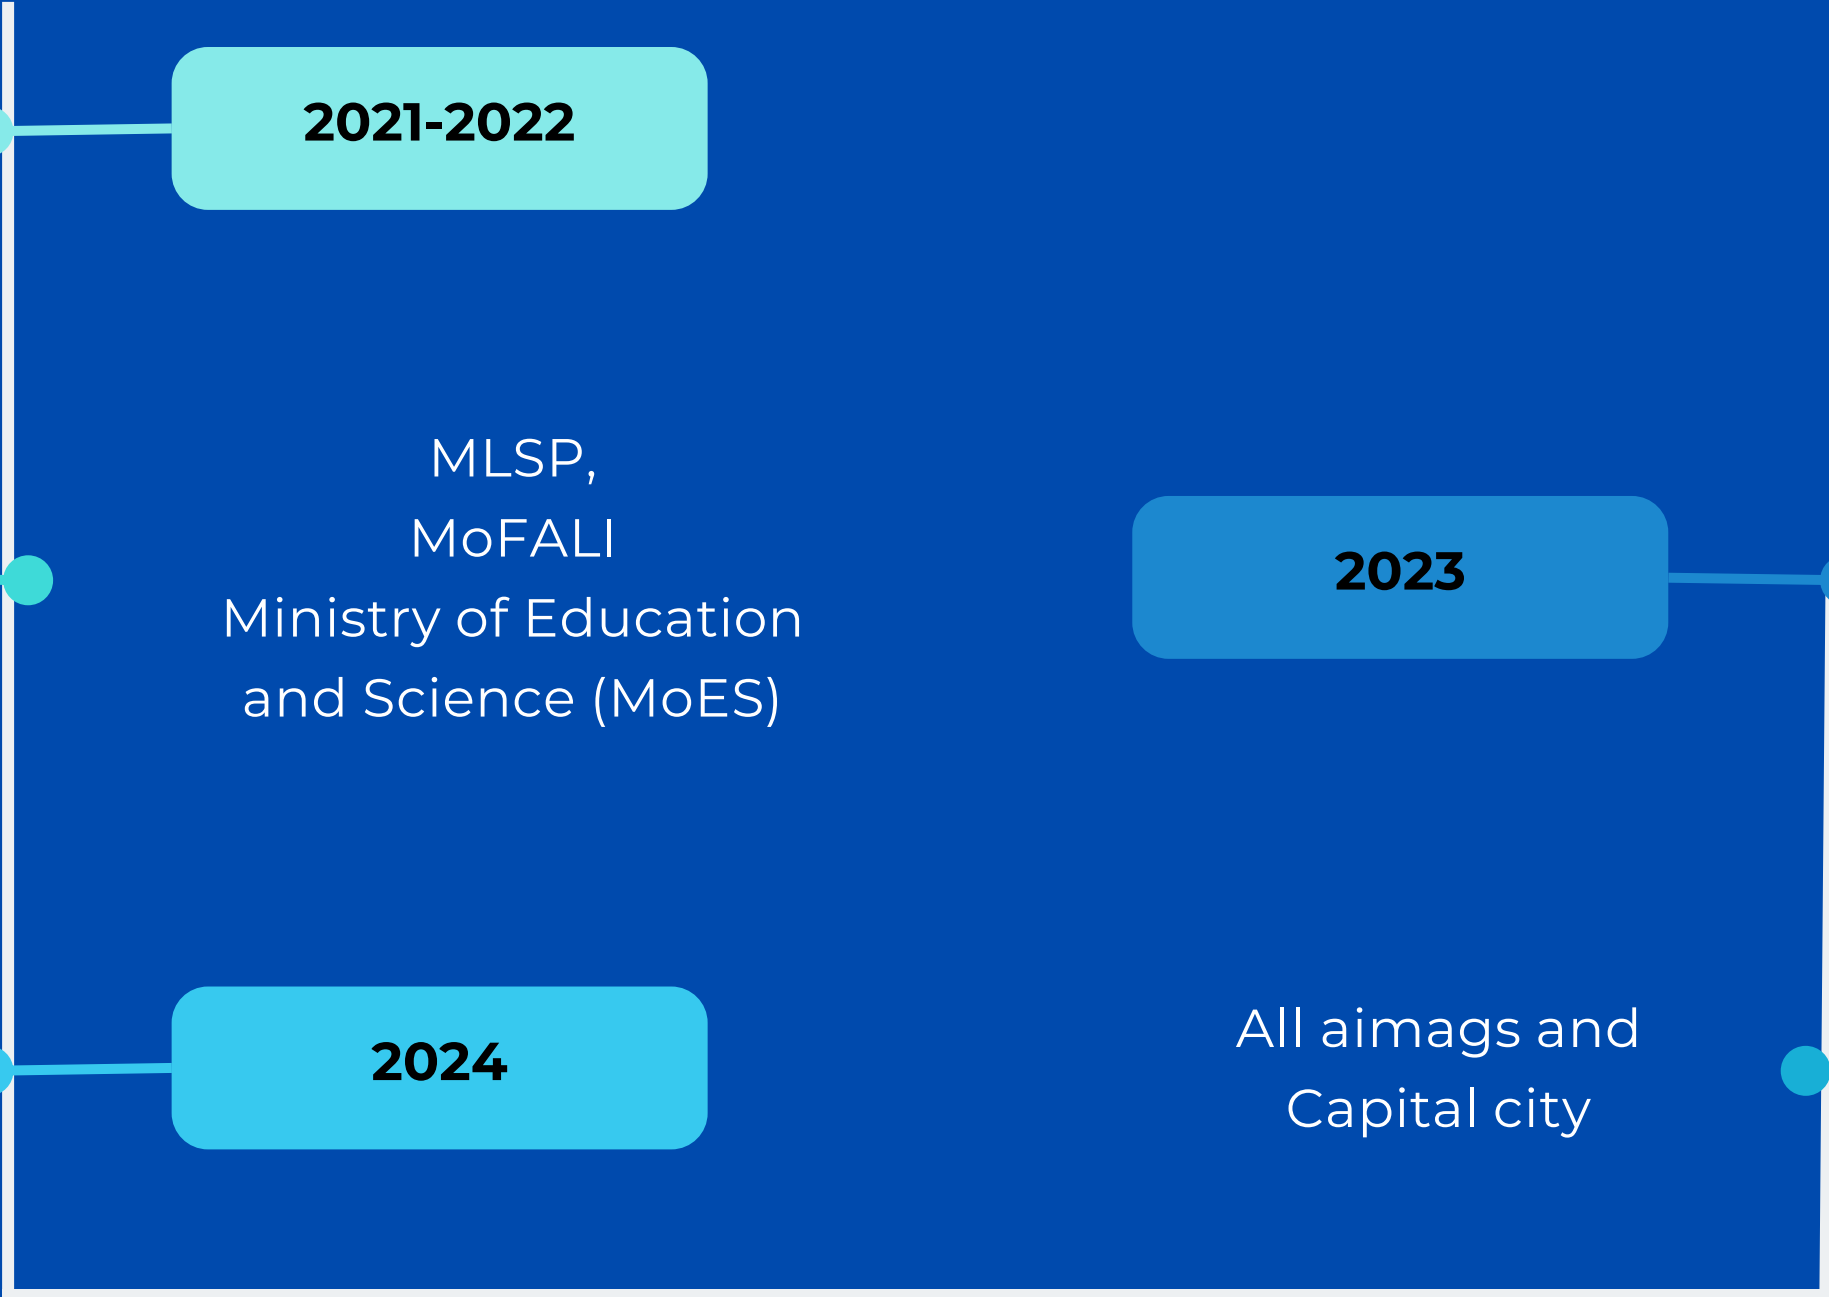 2021-2022
MLSP,
MoFALI
Ministry of Education
and Science (MoES)
2023
2024
All aimags and
Capital city